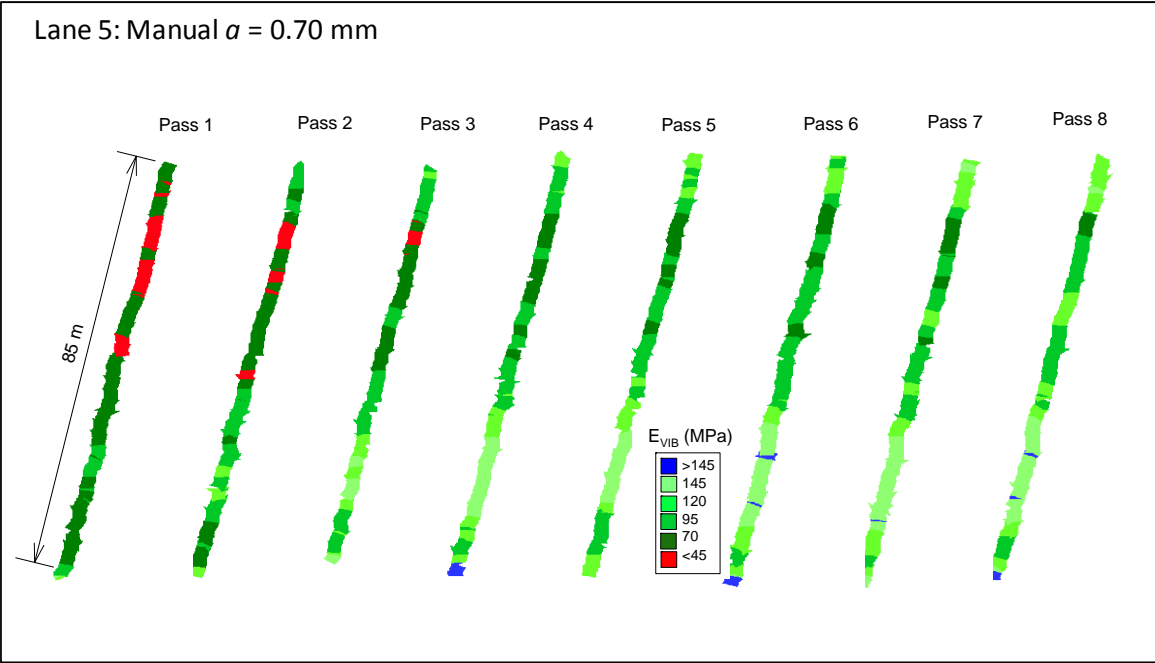 Lane 5: Manual a = 0.70 mm
Pass 1 Pass 2 Pass 3 Pass 4 Pass 5 Pass 6 Pass 7 Pass 8
85 m
E_VIB (MPa)
>145
145
120
95
70
<45